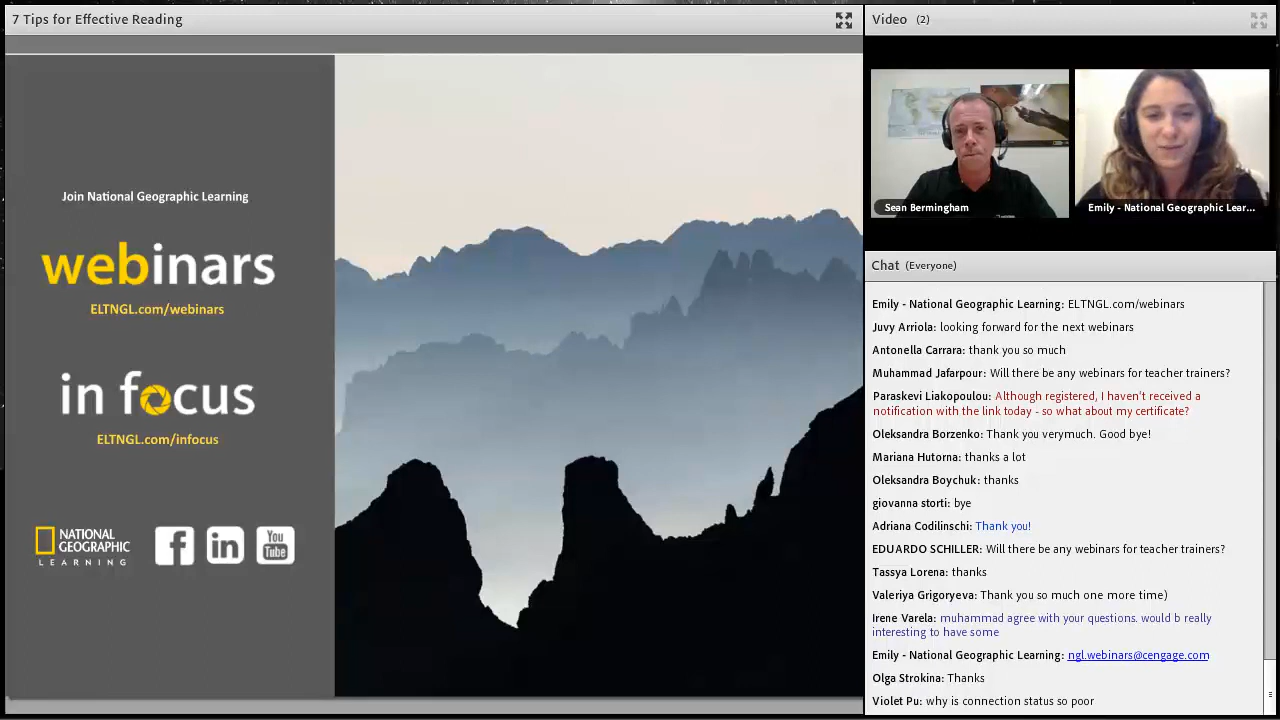 7 Tips for Effective Reading
Join National Geographic Learning
webinars
ELTNGL.com/webinars
in focus
ELTNGL.com/infocus
NATIONAL
GEOGRAPHIC
LEARNING
f
in
You
Tube
Video (2)
Sean Bermingham
Emily - National Geographic Lear...
Chat (Everyone)
Emily - National Geographic Learning: ELTNGL.com/webinars
Juvy Arriola: looking forward for the next webinars
Antonella Carrara: thank you so much
Muhammad Jafarpour: Will there be any webinars for teacher trainers?
Paraskevi Liakopoulou: Although registered, I haven't received a
notification with the link today - so what about my certificate?
Oleksandra Borzenko: Thank you verymuch. Good bye!
Mariana Hutorna: thanks a lot
Oleksandra Boychuk: thanks
giovanna storti: bye
Adriana Codilinschi: Thank you!
EDUARDO SCHILLER: Will there be any webinars for teacher trainers?
Tassya Lorena: thanks
Valeriya Grigoryeva: Thank you so much one more time)
Irene Varela: muhammad agree with your questions. would b really
interesting to have some
Emily - National Geographic Learning: ngl.webinars@cengage.com
Olga Strokina: Thanks
Violet Pu: why is connection status so poor